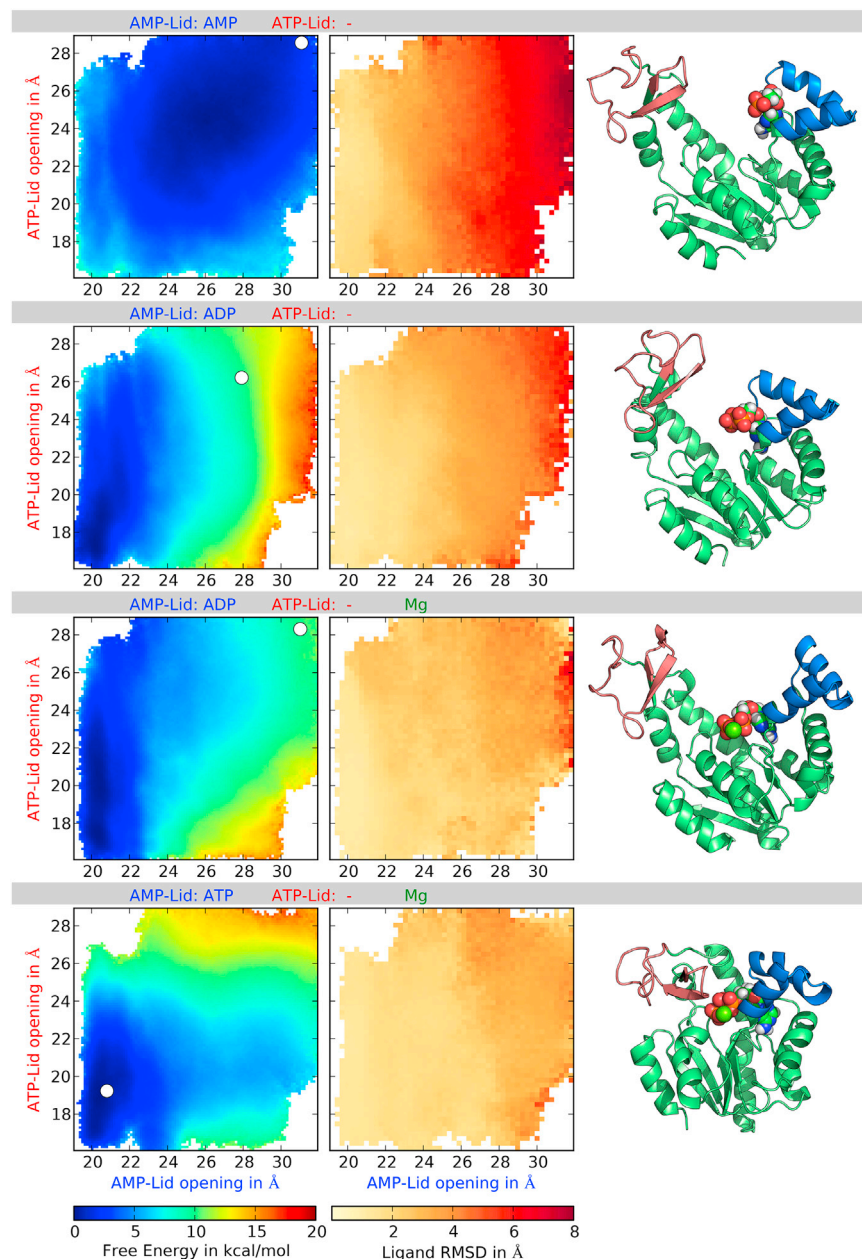 AMP-Lid: AMP ATP-Lid: -
ATP-Lid opening in Å
28
26
24
22
20
18
20 22 24 26 28 30 20 22 24 26 28 30
AMP-Lid: ADP ATP-Lid: -
ATP-Lid opening in Å
28
26
24
22
20
18
20 22 24 26 28 30 20 22 24 26 28 30
AMP-Lid: ADP ATP-Lid: - Mg
ATP-Lid opening in Å
28
26
24
22
20
18
20 22 24 26 28 30 20 22 24 26 28 30
AMP-Lid: ATP ATP-Lid: - Mg
ATP-Lid opening in Å
28
26
24
22
20
18
20 22 24 26 28 30 20 22 24 26 28 30
AMP-Lid opening in Å AMP-Lid opening in Å
0 5 10 15 20 2 4 6 8
Free Energy in kcal/mol Ligand RMSD in Å